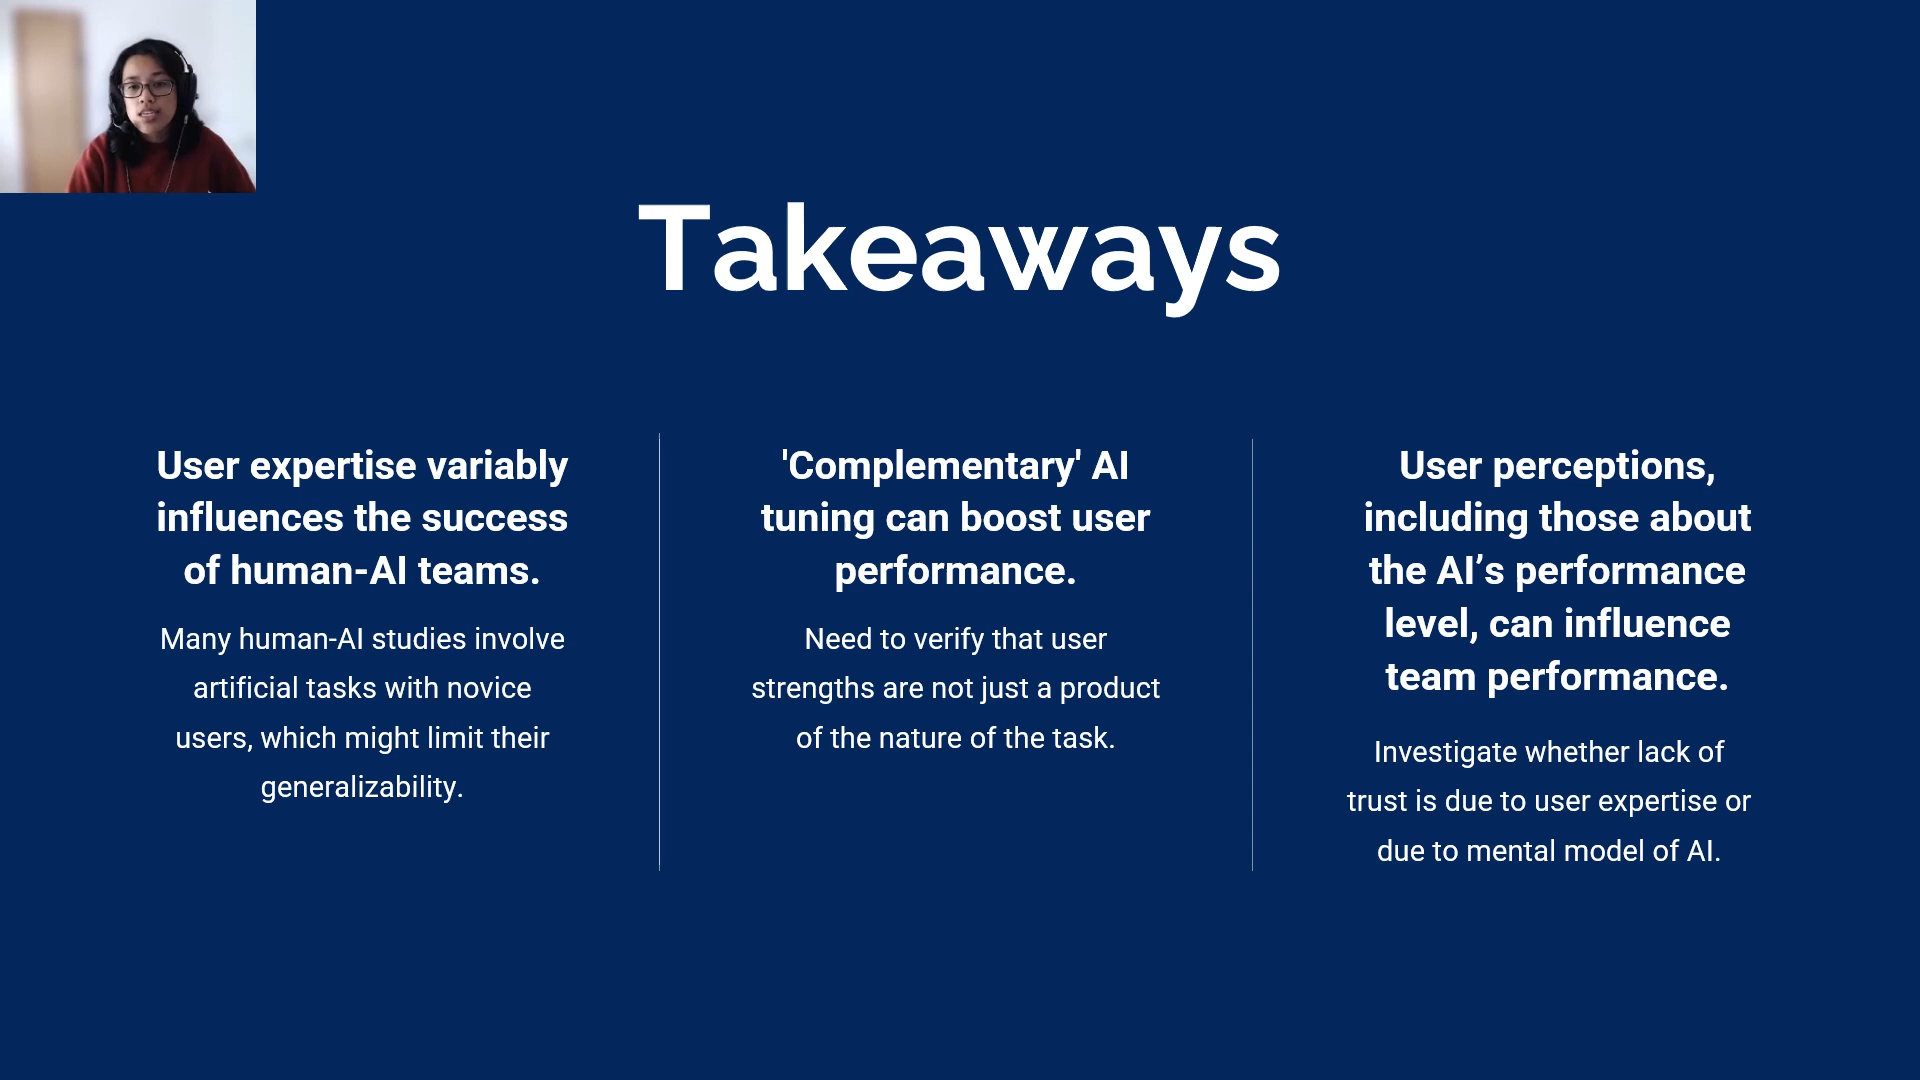 Takeaways
User expertise variably
influences the success
of human-AI teams.
Many human-AI studies involve
artificial tasks with novice
users, which might limit their
generalizability.
'Complementary' AI
tuning can boost user
performance.
Need to verify that user
strengths are not just a product
of the nature of the task.
User perceptions,
including those about
the AI’s performance
level, can influence
team performance.
Investigate whether lack of
trust is due to user expertise or
due to mental model of AI.